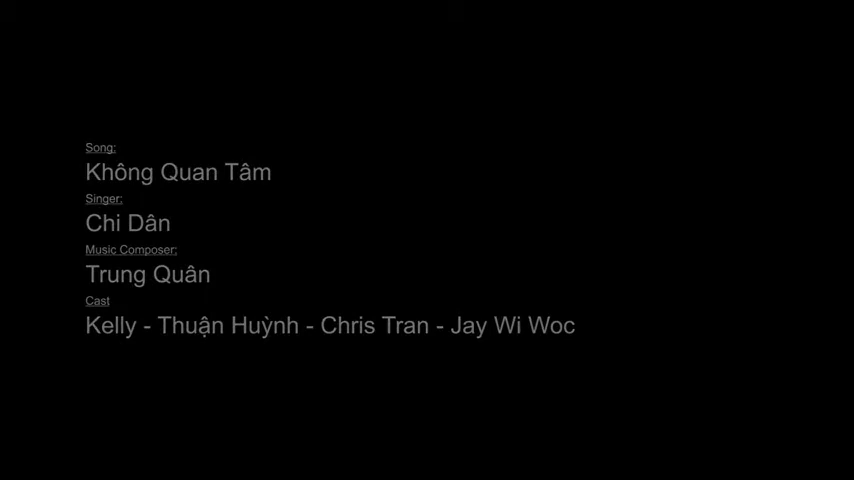 Song:
Không Quan Tâm
Singer:
Chi Dân
Music Composer:
Trung Quân
Cast
Kelly - Thuận Huỳnh - Chris Tran - Jay Wi Woc